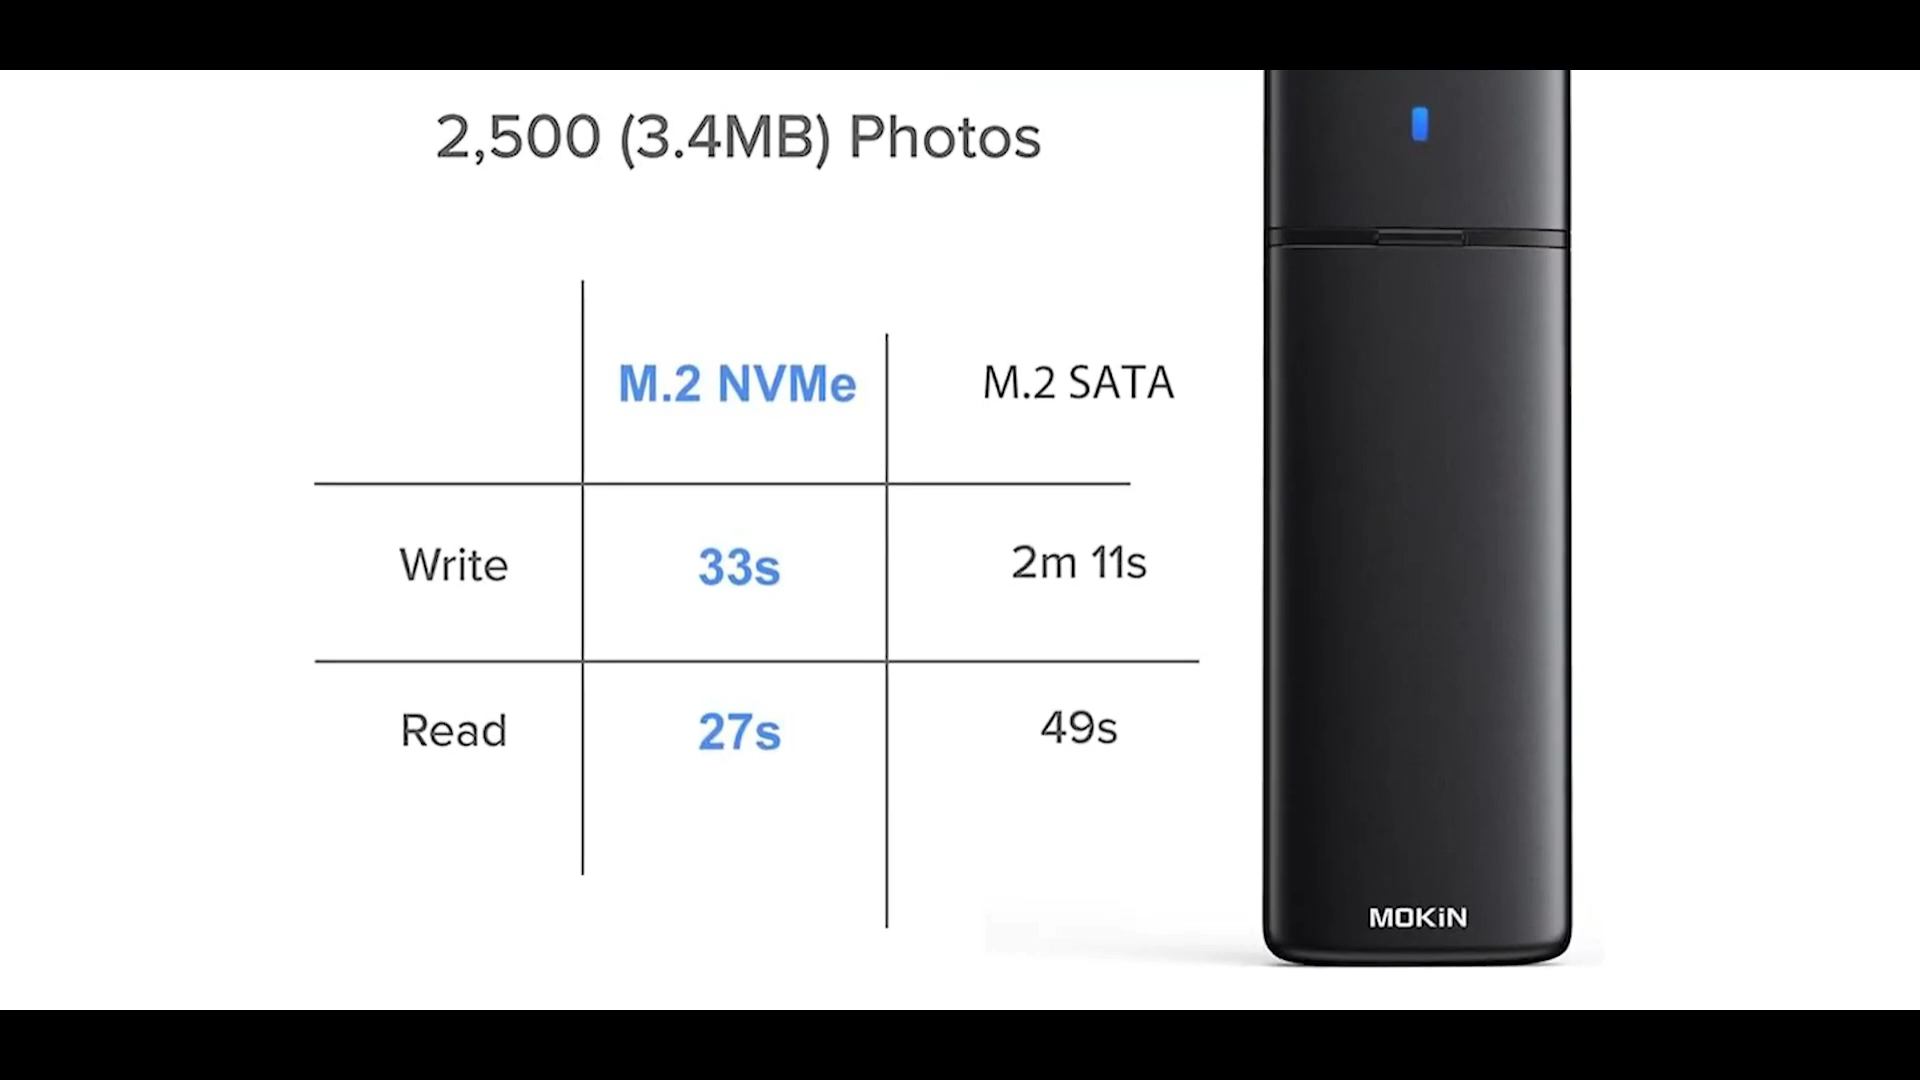 2,500 (3.4MB) Photos
M.2 NVMe M.2 SATA
Write 33s 2m 11s
Read 27s 49s
MOKiN